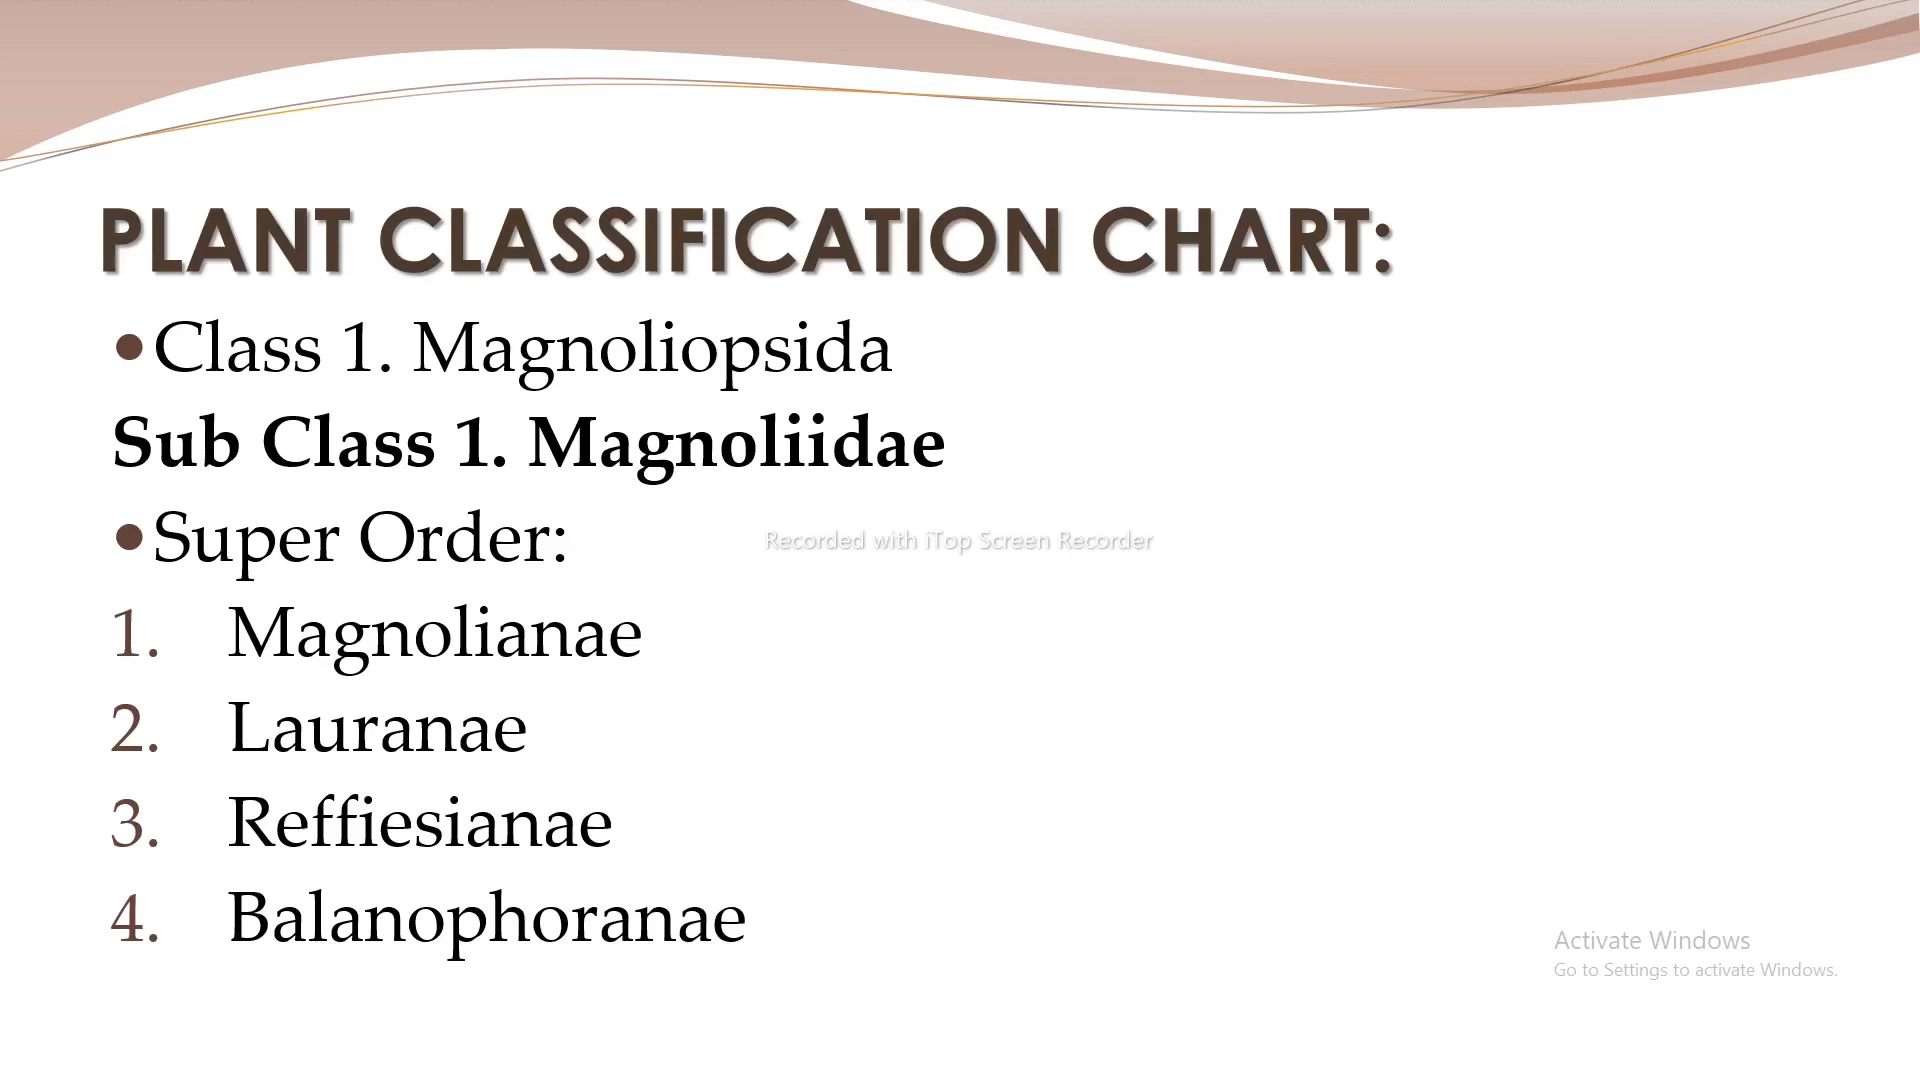 PLANT CLASSIFICATION CHART:
•Class 1. Magnoliopsida
Sub Class 1. Magnoliidae
•Super Order:
Recorded with iTop Screen Recorder
1. Magnolianae
2. Lauranae
3. Reffiesianae
4. Balanophoranae
Activate Windows
Go to Settings to activate Windows.